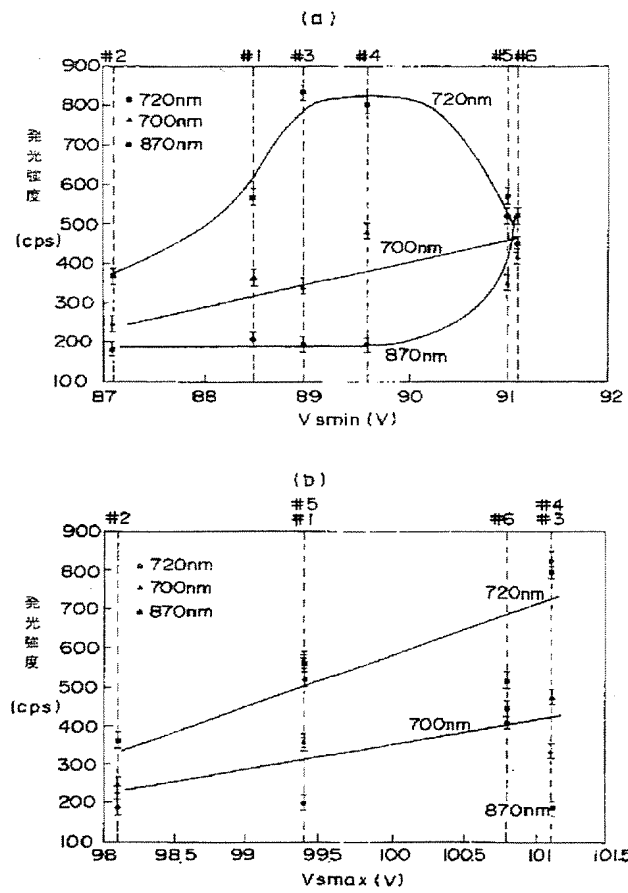 (a)
#2 #1 #3 #4 #5 #6
900
800
700
600
500
400
300
200
100
720nm
700nm
870nm
発光強度
(cps)
720nm
700nm
870nm
87 88 89 90 91 92
Vsmin (V)
(b)
#5 #4
#2 #1 #6 #3
900
800
700
600
500
400
300
200
100
720nm
700nm
870nm
発光強度
(cps)
720nm
700nm
870nm
98 98.5 99 99.5 100 100.5 101 101.5
Vsmax (V)